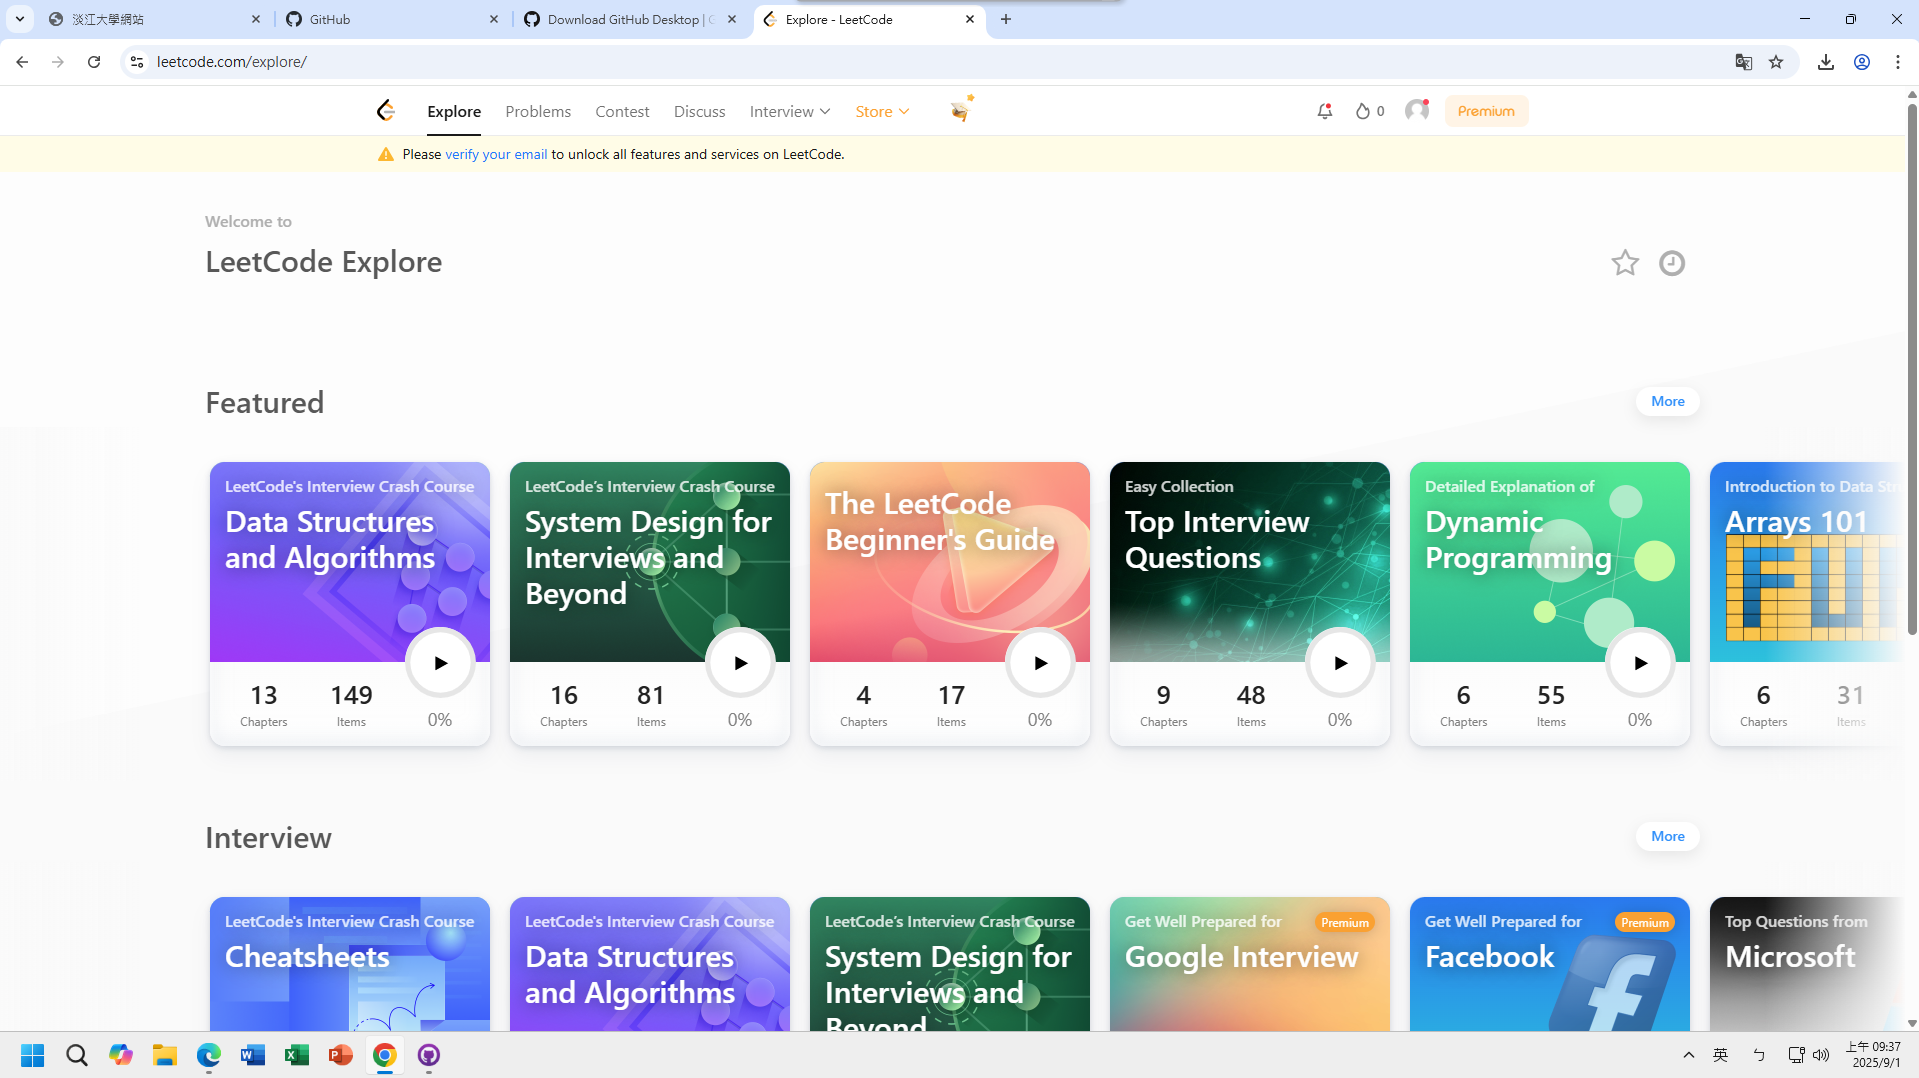 淡江大學網站
GitHub
Download GitHub Desktop | G
Explore - LeetCode
leetcode.com/explore/
Explore
Problems
Contest
Discuss
Interview
Store
0
Premium
Please verify your email to unlock all features and services on LeetCode.
Welcome to
LeetCode Explore
Featured
More
LeetCode's Interview Crash Course
Data Structures
and Algorithms
13
149
Chapters
Items
0%
LeetCode's Interview Crash Course
System Design for
Interviews and
Beyond
16
81
Chapters
Items
0%
The LeetCode
Beginner's Guide
4
17
Chapters
Items
0%
Easy Collection
Top Interview
Questions
9
48
Chapters
Items
0%
Detailed Explanation of
Dynamic
Programming
6
55
Chapters
Items
0%
Introduction to Data Str
Arrays 101
6
31
Chapters
Items
Interview
More
LeetCode's Interview Crash Course
Cheatsheets
LeetCode's Interview Crash Course
Data Structures
and Algorithms
LeetCode's Interview Crash Course
System Design for
Interviews and
Beyond
Get Well Prepared for
Premium
Google Interview
Get Well Prepared for
Premium
Facebook
Top Questions from
Microsoft
英
ㄅ
上午 09:37
2025/9/1